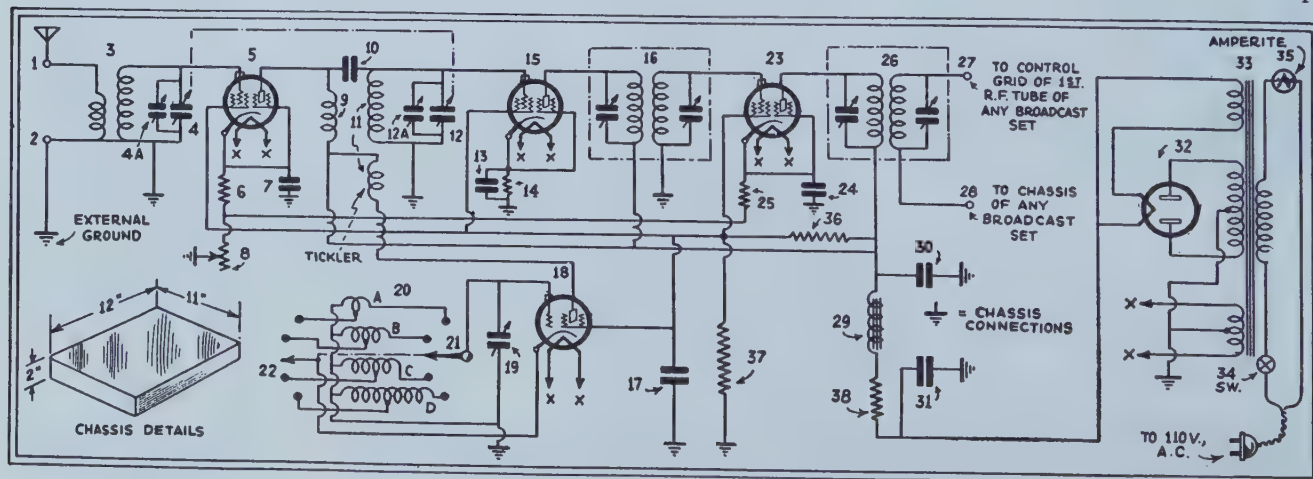 1
2
3
4A
4
5
6
7
8
9
10
11
12A
12
13
14
15
16
17
18
19
20
21
22
23
24
25
26
27
28
29
30
31
32
33
34
SW.
35
36
37
38
A
B
C
D
X X
X X
X X
X X
X
X
EXTERNAL
GROUND
TICKLER
12"
11"
2"
CHASSIS DETAILS
TO CONTROL
GRID OF 1ST.
R.F. TUBE OF
ANY BROADCAST
SET
TO CHASSIS
OF ANY
BROADCAST
SET
= CHASSIS
CONNECTIONS
AMPERITE
TO 110V.,
A.C.